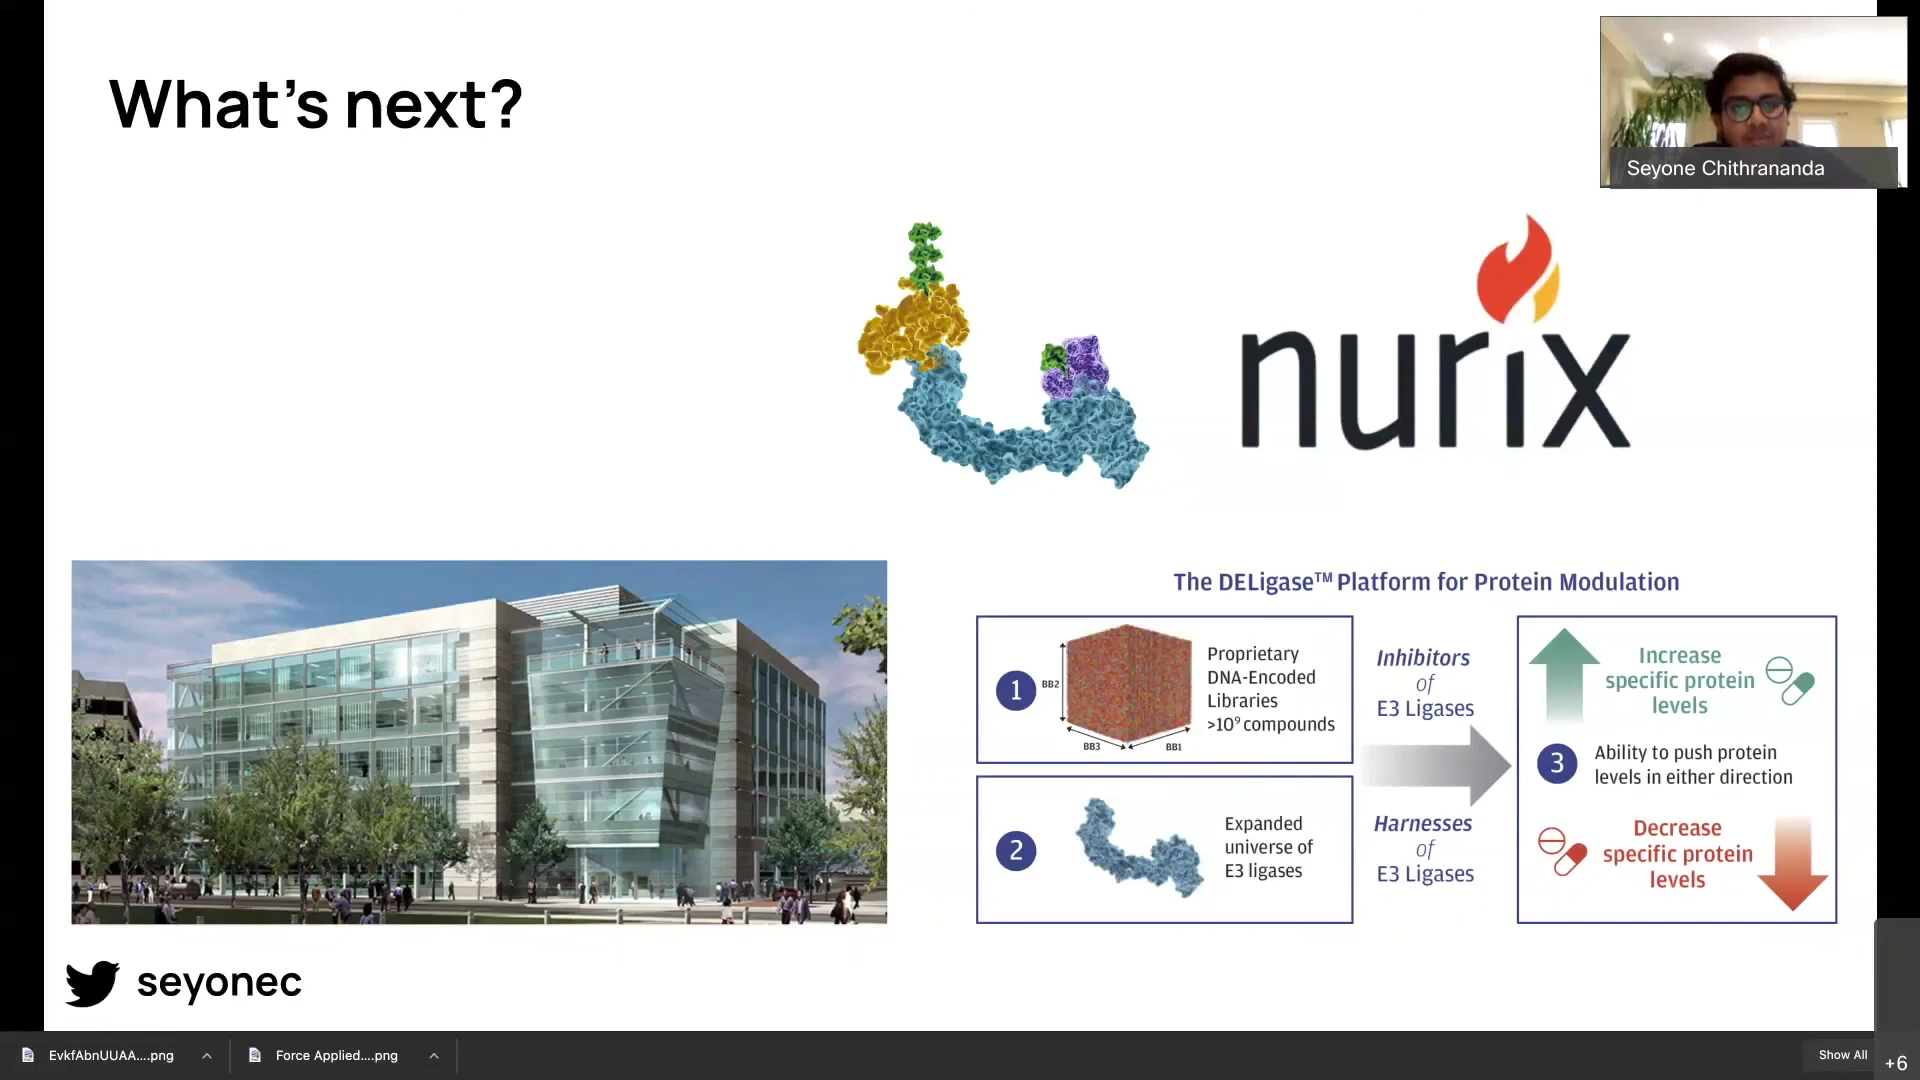 What's next?
Seyone Chithrananda
nurix
The DELigase™ Platform for Protein Modulation
1
BB2
BB3
BB1
Proprietary
DNA-Encoded
Libraries
>10⁹ compounds
2
Expanded
universe of
E3 ligases
Inhibitors
of
E3 Ligases
Harnesses
of
E3 Ligases
Increase
specific protein
levels
3
Ability to push protein
levels in either direction
Decrease
specific protein
levels
seyonec
EvkfAbnUUAA....png
Force Applied....png
Show All
+6